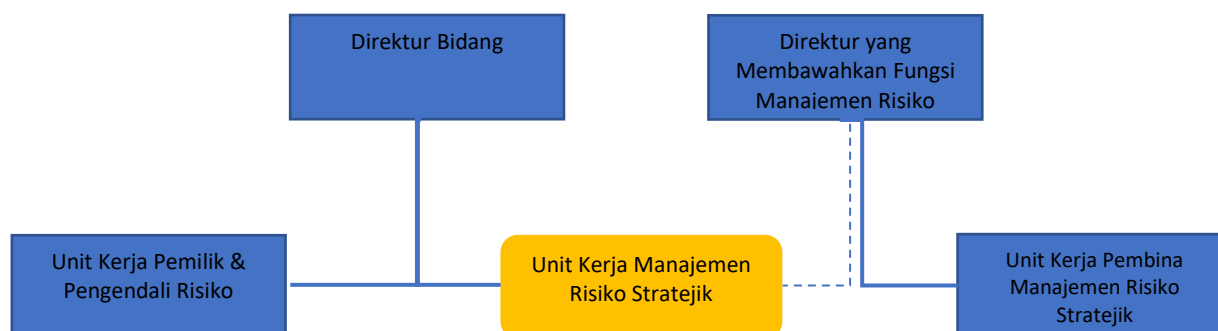 Direktur Bidang
Direktur yang
Membawahkan Fungsi
Manajemen Risiko
Unit Kerja Pemilik &
Pengendali Risiko
Unit Kerja Manajemen
Risiko Stratejik
Unit Kerja Pembina
Manajemen Risiko
Stratejik